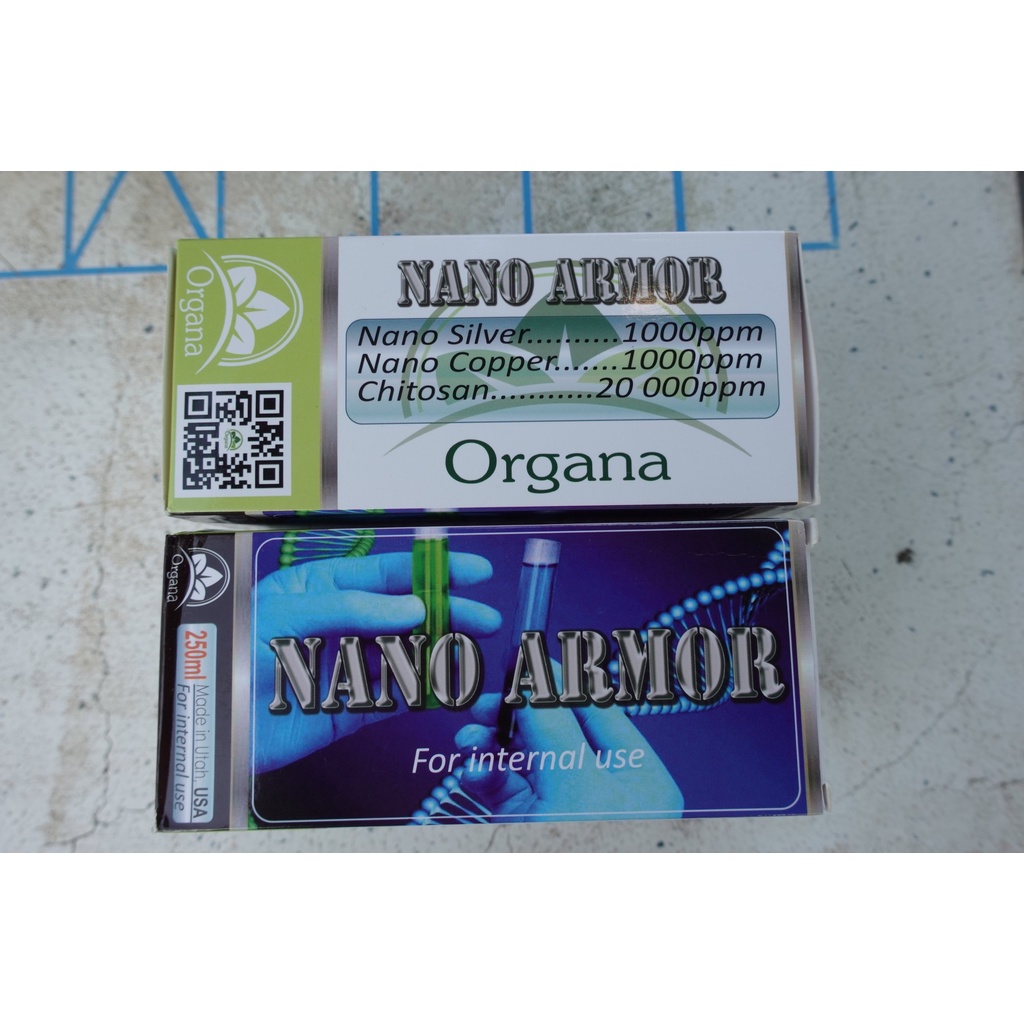 Organa
NANO ARMOR
Nano Silver..........1000ppm
Nano Copper.......1000ppm
Chitosan...........20 000ppm
Organa
Organa
250ml
Made in Utah, USA
For internal use
NANO ARMOR
For internal use